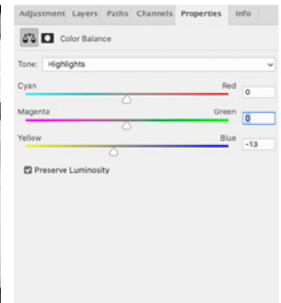 Adjustment Layers Paths Channels Properties Info
Color Balance
Tone: Highlights
Cyan Red 0
Magenta Green 0
Yellow Blue -13
Preserve Luminosity